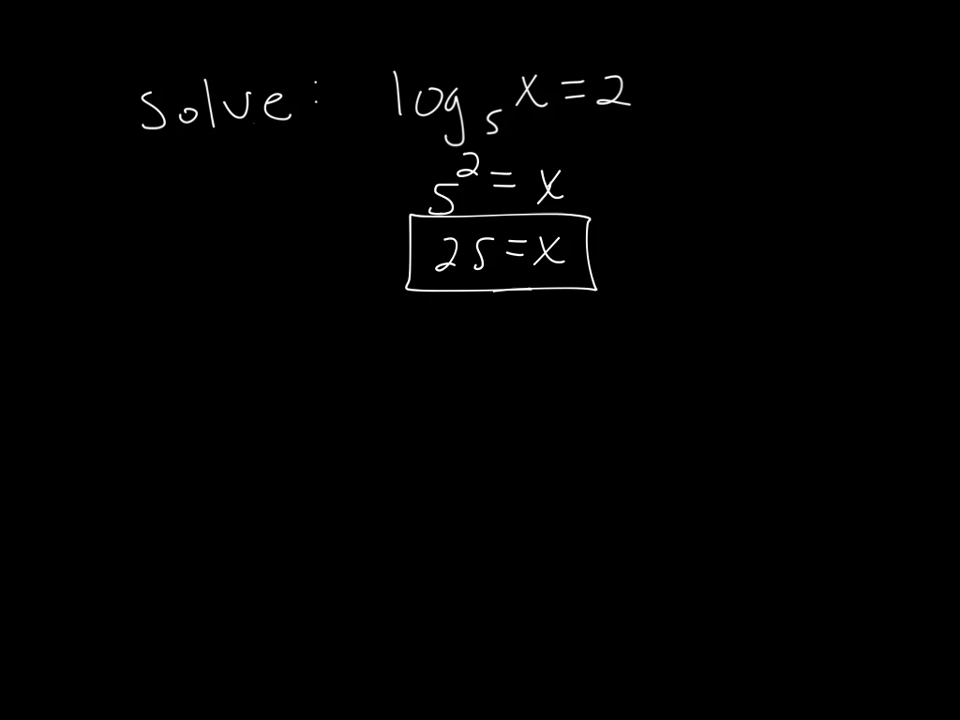 Solve: log₅ x = 2
5² = x
25 = x